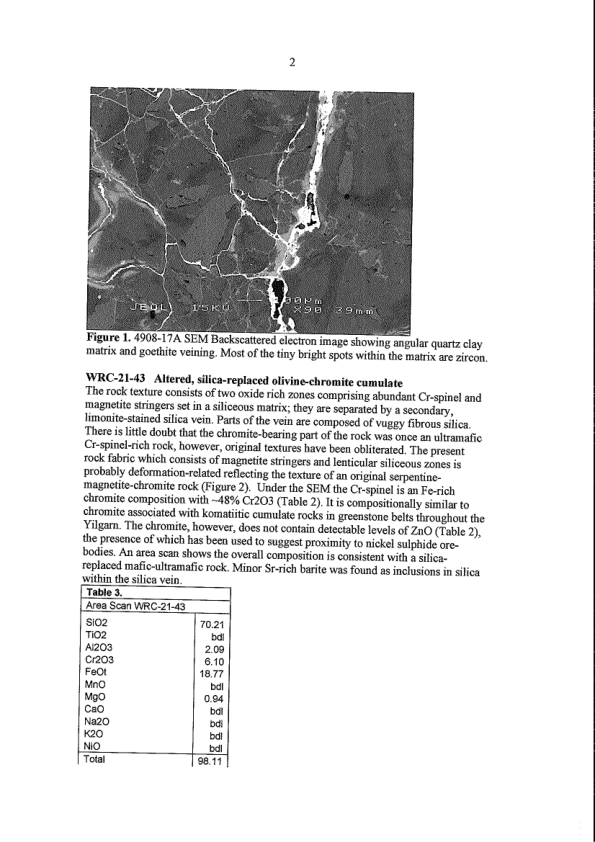 2
JEOL 15KV 100µm X90 39mm
Figure 1. 4908-17A SEM Backscattered electron image showing angular quartz clay
matrix and goethite veining. Most of the tiny bright spots within the matrix are zircon.
WRC-21-43 Altered, silica-replaced olivine-chromite cumulate
The rock texture consists of two oxide rich zones comprising abundant Cr-spinel and
magnetite stringers set in a siliceous matrix; they are separated by a secondary,
limonite-stained silica vein. Parts of the vein are composed of vuggy fibrous silica.
There is little doubt that the chromite-bearing part of the rock was once an ultramafic
Cr-spinel-rich rock, however, original textures have been obliterated. The present
rock fabric which consists of magnetite stringers and lenticular siliceous zones is
probably deformation-related reflecting the texture of an original serpentine-
magnetite-chromite rock (Figure 2). Under the SEM the Cr-spinel is an Fe-rich
chromite composition with ~48% Cr2O3 (Table 2). It is compositionally similar to
chromite associated with komatiitic cumulate rocks in greenstone belts throughout the
Yilgarn. The chromite, however, does not contain detectable levels of ZnO (Table 2),
the presence of which has been used to suggest proximity to nickel sulphide ore-
bodies. An area scan shows the overall composition is consistent with a silica-
replaced mafic-ultramafic rock. Minor Sr-rich barite was found as inclusions in silica
within the silica vein.
Table 3.
Area Scan WRC-21-43
SiO2 70.21
TiO2 bdl
Al2O3 2.09
Cr2O3 6.10
FeOt 18.77
MnO bdl
MgO 0.94
CaO bdl
Na2O bdl
K2O bdl
NiO bdl
Total 98.11